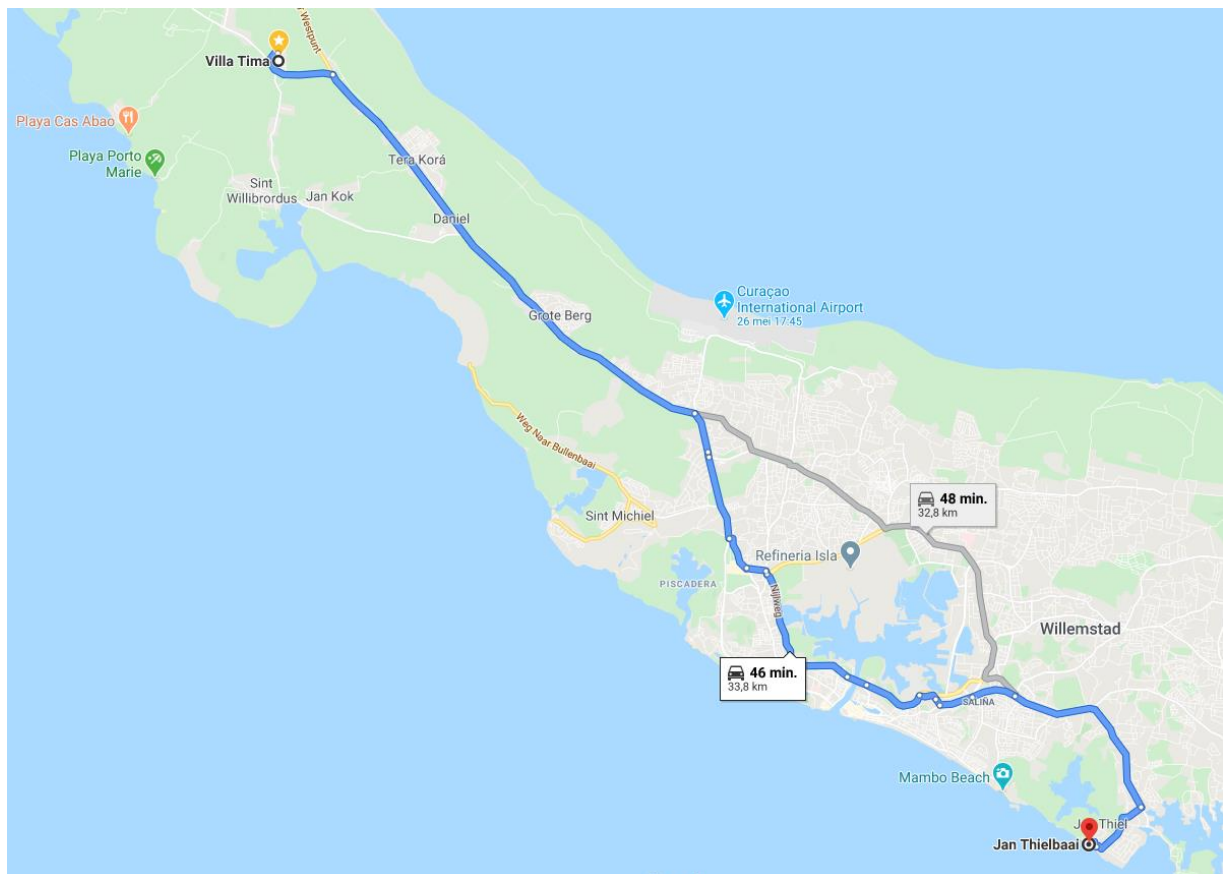 Westpunt
Villa Tima
Playa Cas Abao
Playa Porto
Marie
Tera Korá
Sint
Willibrordus
Jan Kok
Daniel
Curaçao
International Airport
26 mei 17:45
Grote Berg
Weg Naar Bullenbaai
48 min.
32,8 km
Sint Michiel
Refineria Isla
PISCADERA
Nijlweg
Willemstad
46 min.
33,8 km
SALIÑA
Mambo Beach
Jan Thiel
Jan Thielbaai